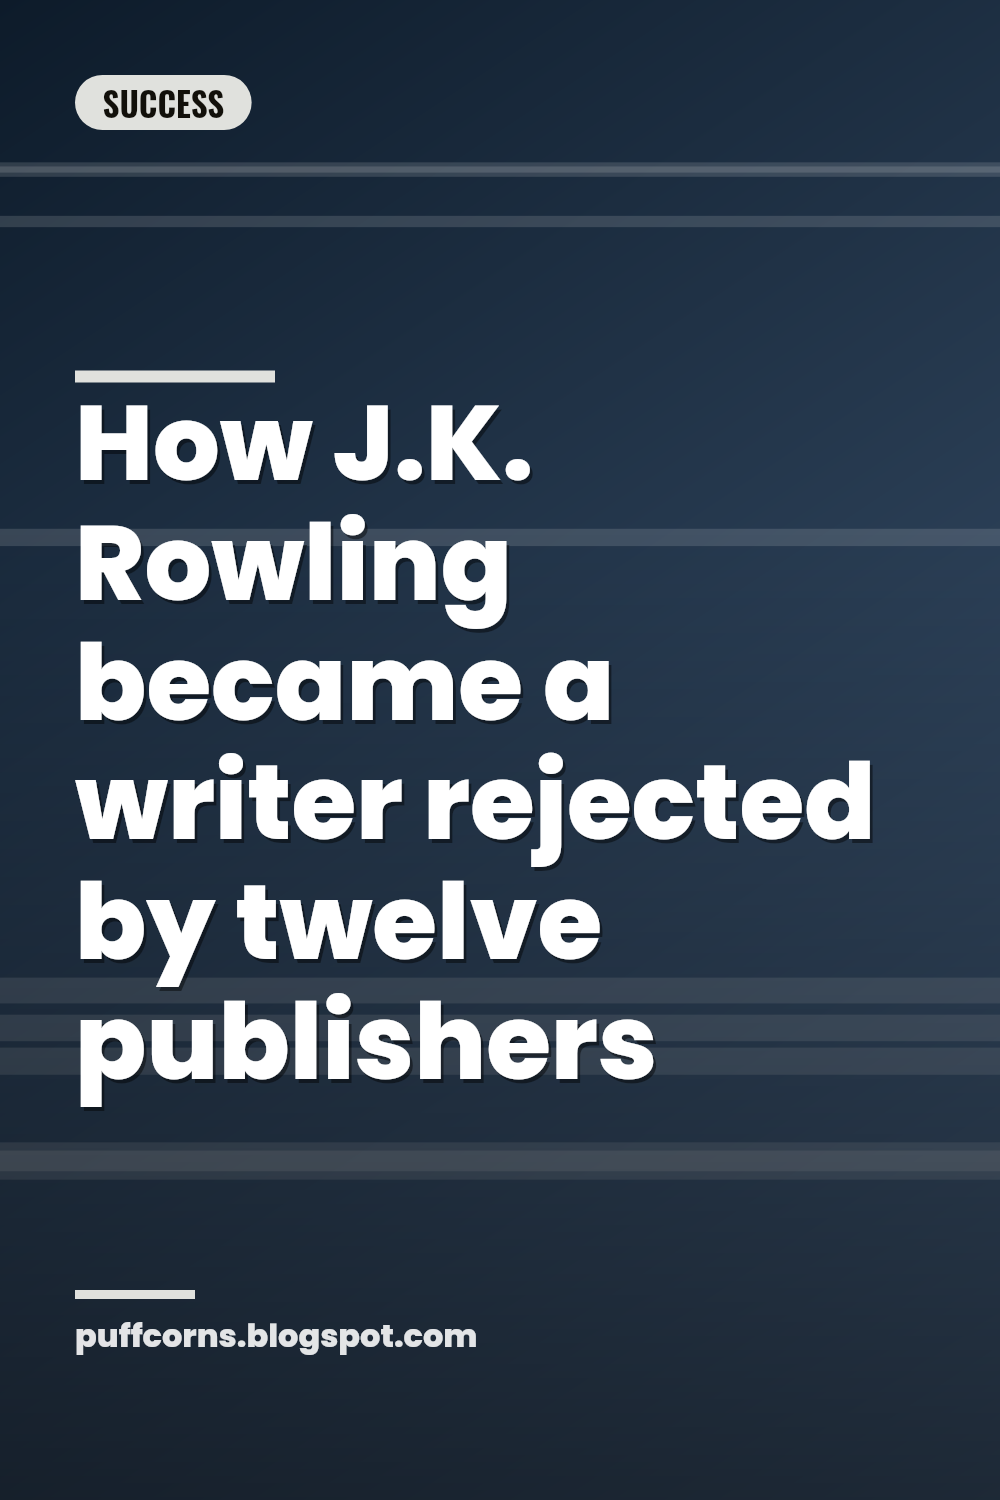 SUCCESS
How J.K.
Rowling
became a
writer rejected
by twelve
publishers
puffcorns.blogspot.com